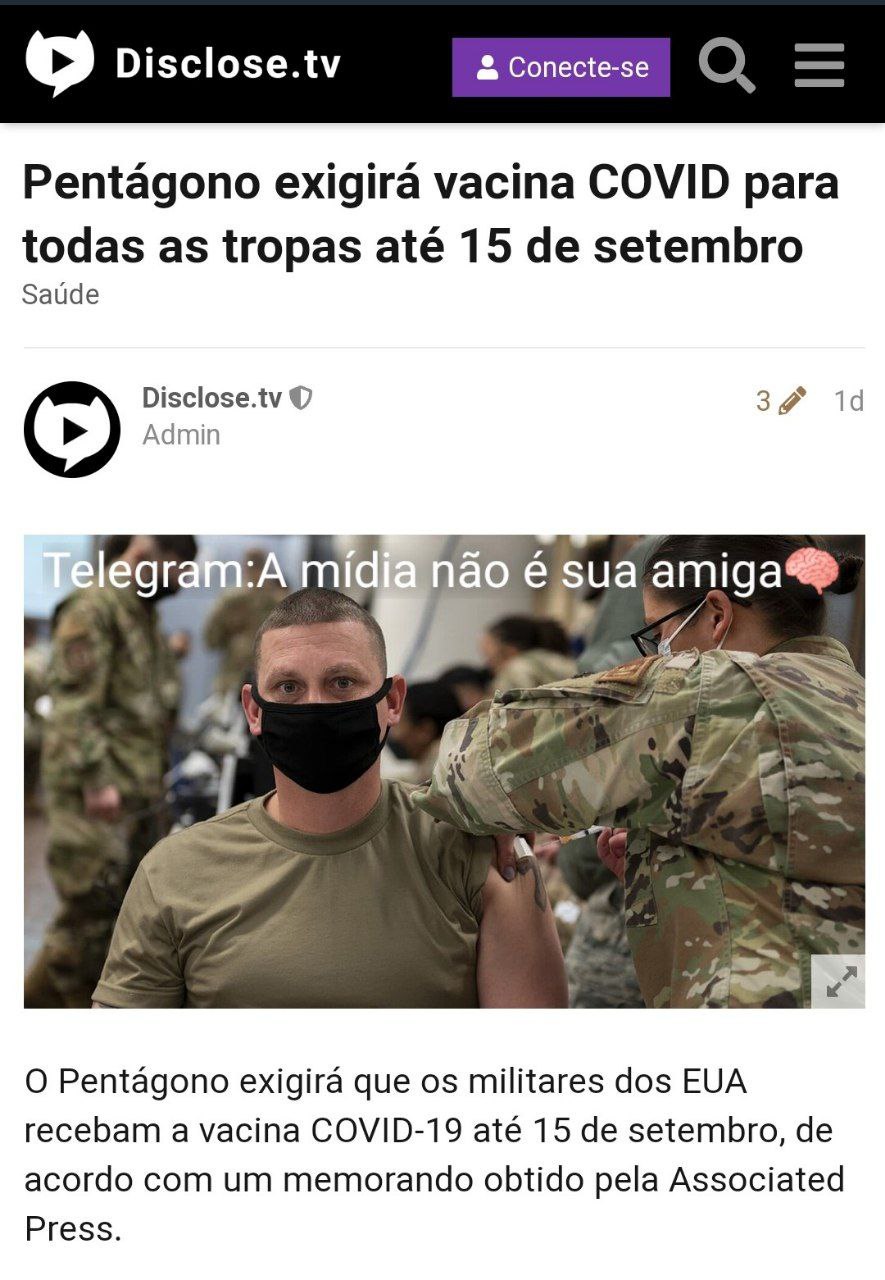 Disclose.tv
Conecte-se
Pentágono exigirá vacina COVID para
todas as tropas até 15 de setembro
Saúde
Disclose.tv
3
1d
Admin
Telegram:A mídia não é sua amiga🧠
O Pentágono exigirá que os militares dos EUA
recebam a vacina COVID-19 até 15 de setembro, de
acordo com um memorando obtido pela Associated
Press.